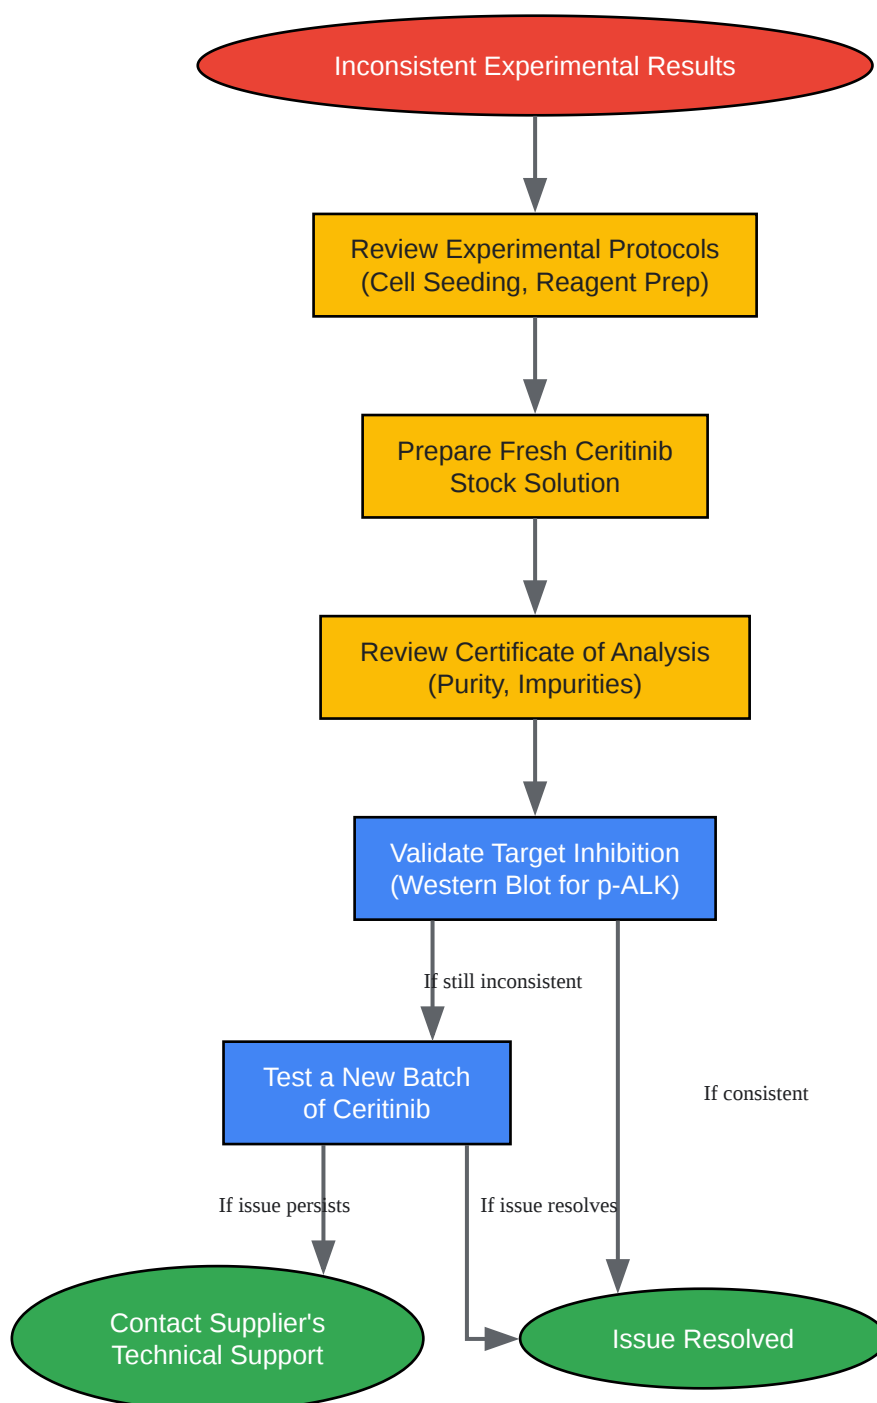 Inconsistent Experimental Results
Review Experimental Protocols
(Cell Seeding, Reagent Prep)
Prepare Fresh Ceritinib
Stock Solution
Review Certificate of Analysis
(Purity, Impurities)
Validate Target Inhibition
(Western Blot for p-ALK)
If still inconsistent
Test a New Batch
of Ceritinib
If consistent
If issue persists
If issue resolves
Contact Supplier's
Technical Support
Issue Resolved